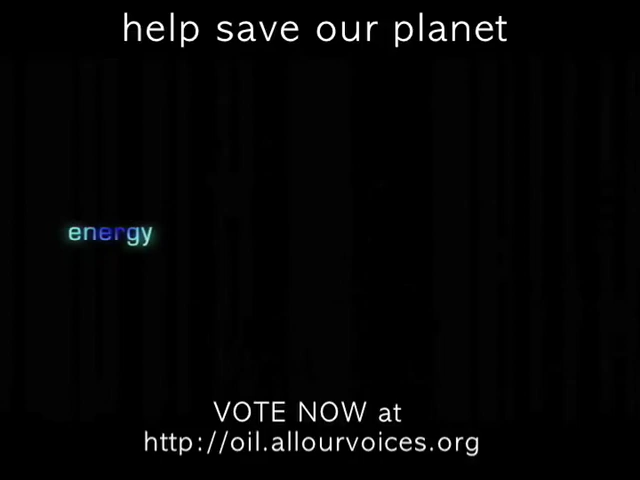 help save our planet
energy
VOTE NOW at
http://oil.allourvoices.org